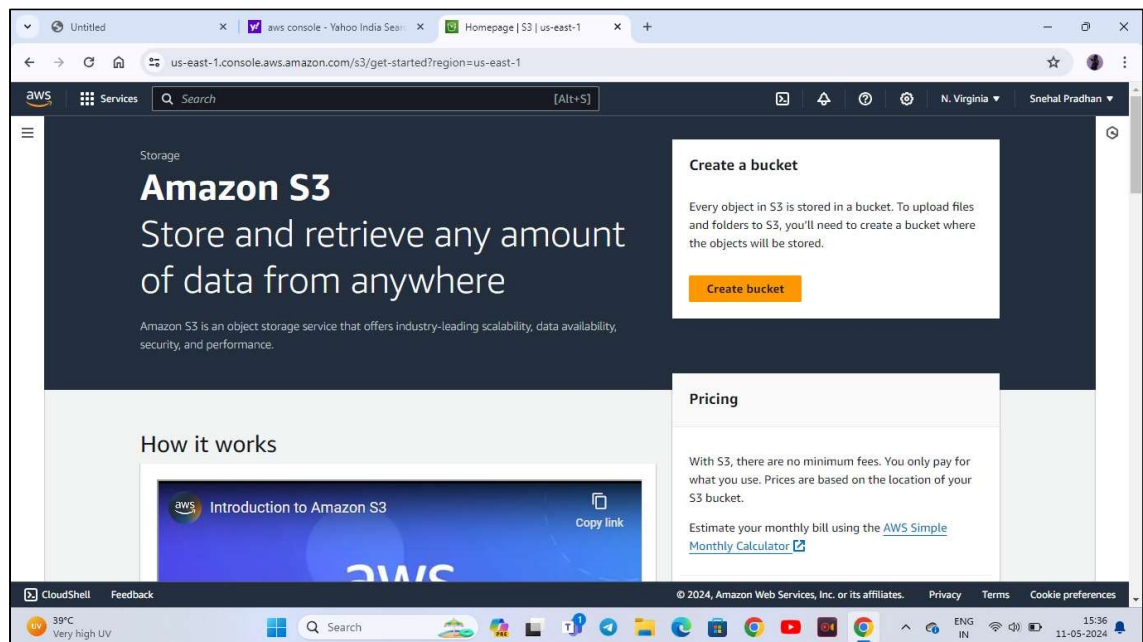 Untitled
aws console - Yahoo India Sear
Homepage | S3 | us-east-1
us-east-1.console.aws.amazon.com/s3/get-started?region=us-east-1
aws
Services
Search
[Alt+S]
N. Virginia
Snehal Pradhan
Storage
Amazon S3
Store and retrieve any amount
of data from anywhere
Amazon S3 is an object storage service that offers industry-leading scalability, data availability,
security, and performance.
Create a bucket
Every object in S3 is stored in a bucket. To upload files
and folders to S3, you'll need to create a bucket where
the objects will be stored.
Create bucket
How it works
aws
Introduction to Amazon S3
Copy link
aws
Pricing
With S3, there are no minimum fees. You only pay for
what you use. Prices are based on the location of your
S3 bucket.
Estimate your monthly bill using the AWS Simple
Monthly Calculator
CloudShell
Feedback
© 2024, Amazon Web Services, Inc. or its affiliates.
Privacy
Terms
Cookie preferences
UV
39°C
Very high UV
Search
PRE
ENG
IN
15:36
11-05-2024